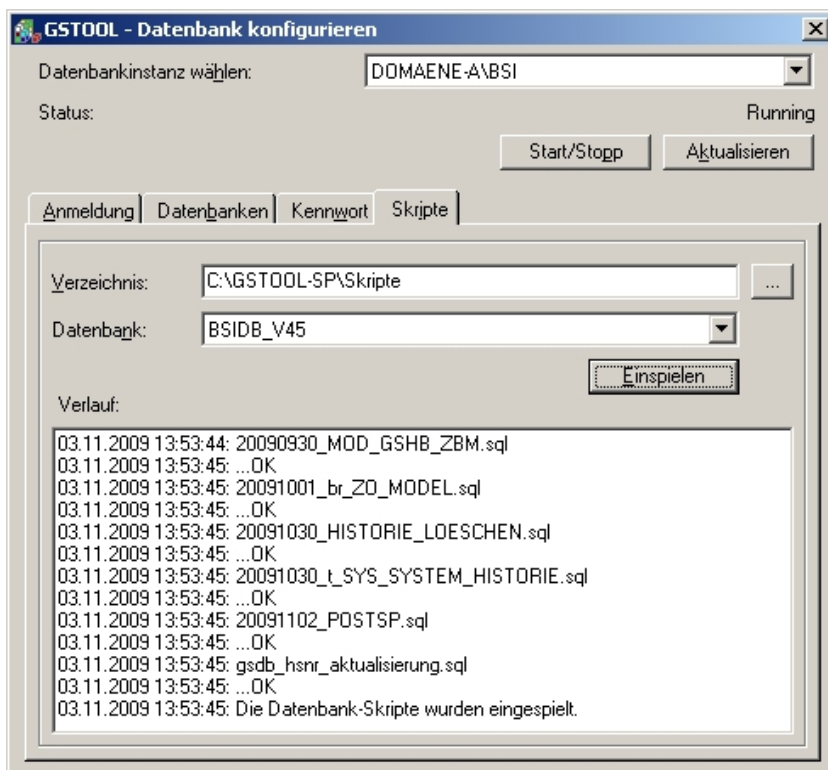 GSTOOL - Datenbank konfigurieren
Datenbankinstanz wählen: DOMAENE-A\BSI
Status: Running
Start/Stopp Aktualisieren
Anmeldung Datenbanken Kennwort Skripte
Verzeichnis: C:\GSTOOL-SP\Skripte ...
Datenbank: BSIDB_V45
Einspielen
Verlauf:
03.11.2009 13:53:44: 20090930_MOD_GSHB_ZBM.sql
03.11.2009 13:53:45: ...OK
03.11.2009 13:53:45: 20091001_br_ZO_MODEL.sql
03.11.2009 13:53:45: ...OK
03.11.2009 13:53:45: 20091030_HISTORIE_LOESCHEN.sql
03.11.2009 13:53:45: ...OK
03.11.2009 13:53:45: 20091030_t_SYS_SYSTEM_HISTORIE.sql
03.11.2009 13:53:45: ...OK
03.11.2009 13:53:45: 20091102_POSTSP.sql
03.11.2009 13:53:45: ...OK
03.11.2009 13:53:45: gsdb_hsnr_aktualisierung.sql
03.11.2009 13:53:45: ...OK
03.11.2009 13:53:45: Die Datenbank-Skripte wurden eingespielt.